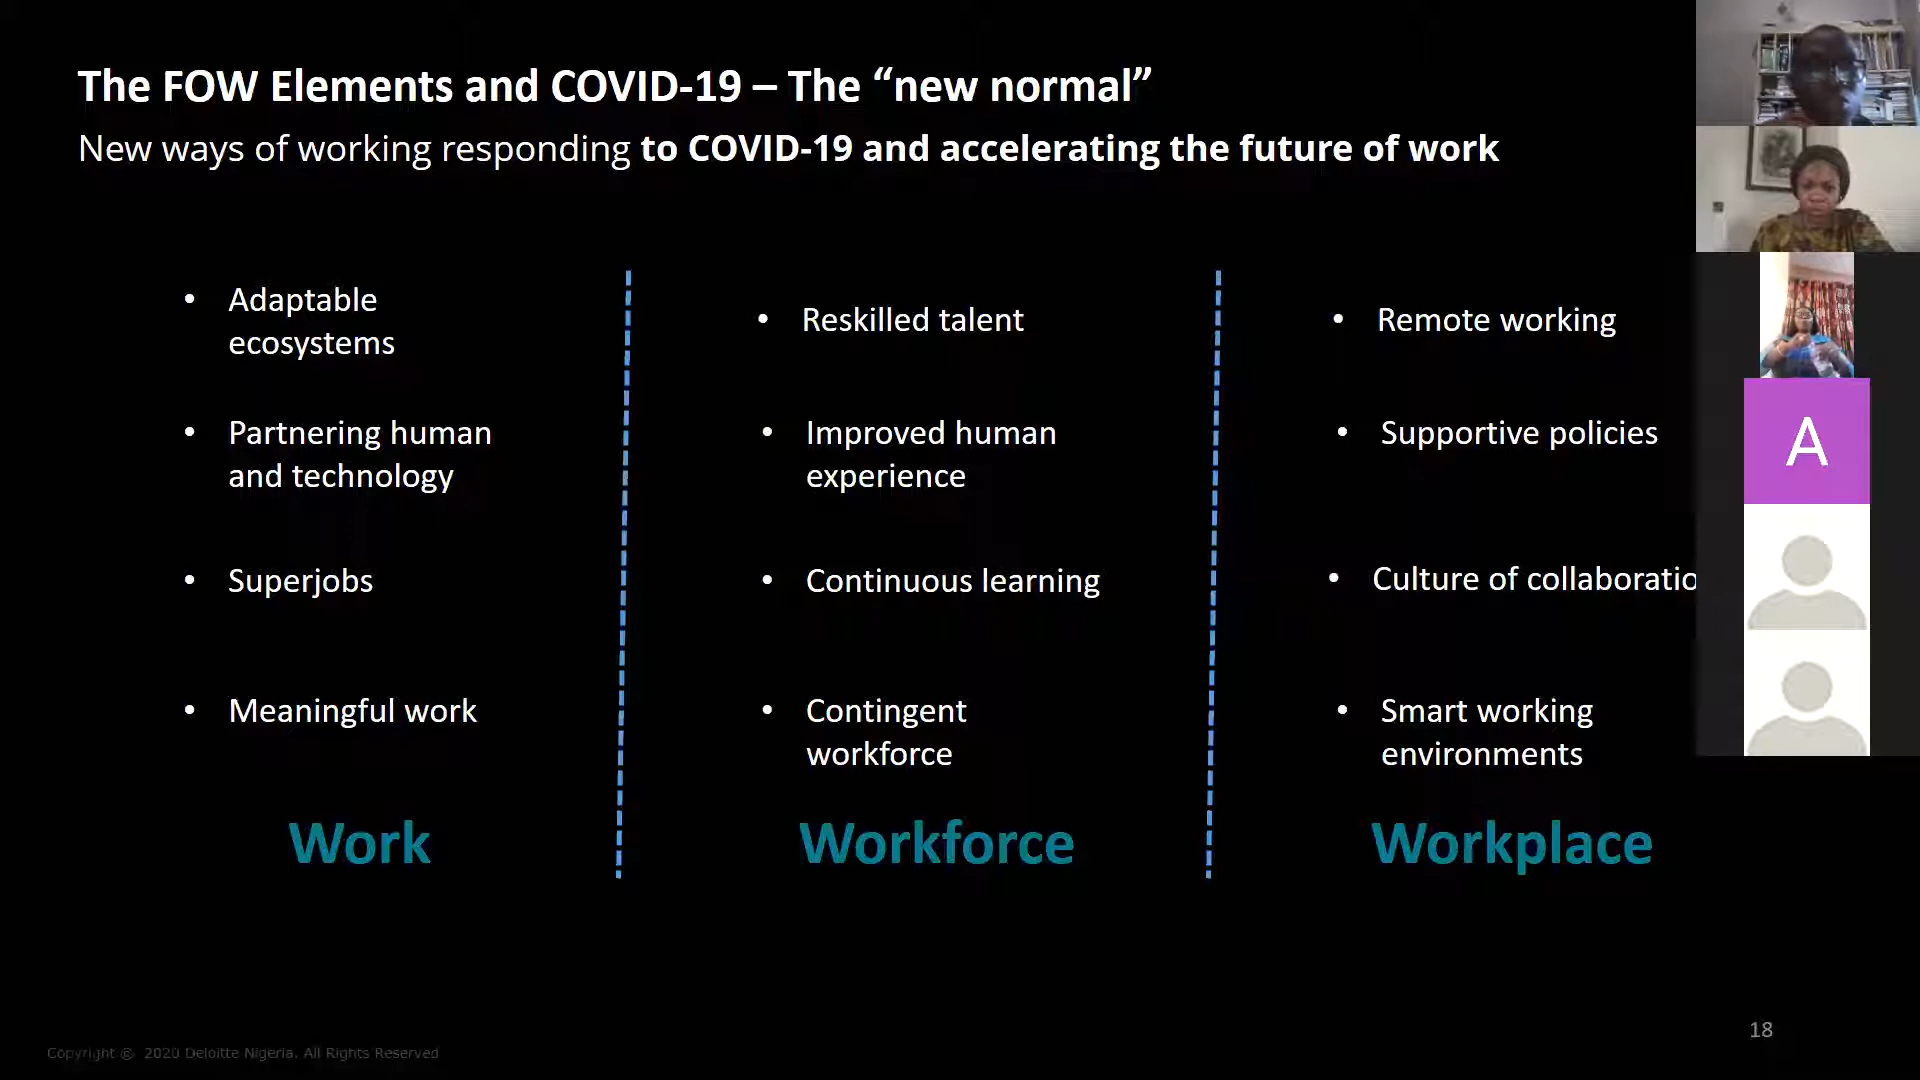 The FOW Elements and COVID-19 – The “new normal”
New ways of working responding to COVID-19 and accelerating the future of work
• Adaptable
ecosystems
• Partnering human
and technology
• Superjobs
• Meaningful work
Work
• Reskilled talent
• Improved human
experience
• Continuous learning
• Contingent
workforce
Workforce
• Remote working
• Supportive policies
• Culture of collaboratio
• Smart working
environments
Workplace
A
18
Copyright © 2020 Deloitte Nigeria. All Rights Reserved